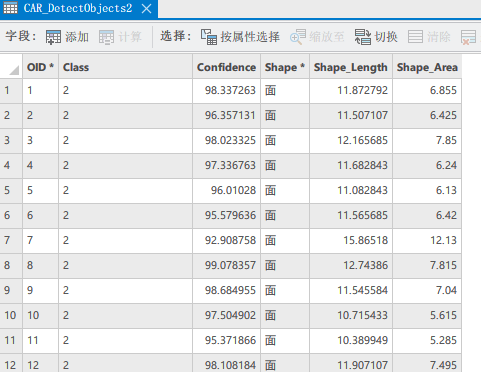 CAR_DetectObjects2
字段： 添加 计算 选择： 按属性选择 缩放至 切换 清除
OID * Class Confidence Shape * Shape_Length Shape_Area
1 1 2 98.337263 面 11.872792 6.855
2 2 2 96.357131 面 11.507107 6.425
3 3 2 98.023325 面 12.165685 7.85
4 4 2 97.336763 面 11.682843 6.24
5 5 2 96.01028 面 11.082843 6.13
6 6 2 95.579636 面 11.565685 6.42
7 7 2 92.908758 面 15.86518 12.13
8 8 2 99.078357 面 12.74386 7.815
9 9 2 98.684955 面 11.545584 7.04
10 10 2 97.504902 面 10.715433 5.615
11 11 2 95.371866 面 10.389949 5.285
12 12 2 98.108184 面 11.907107 7.495